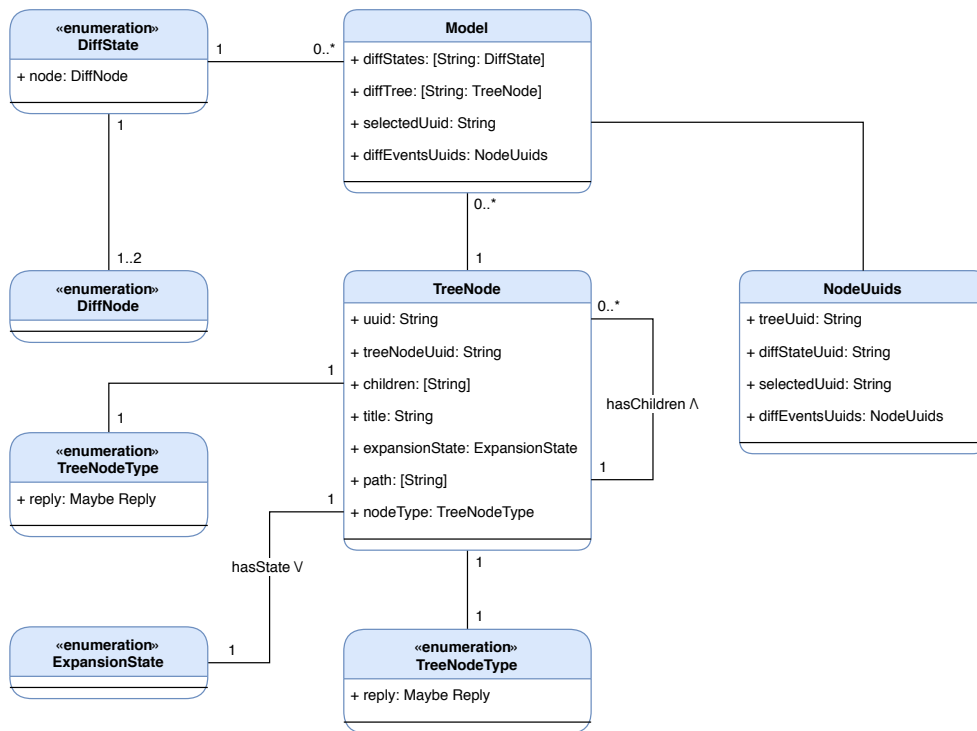 «enumeration»
DiffState
+ node: DiffNode
1
0..*
Model
+ diffStates: [String: DiffState]
+ diffTree: [String: TreeNode]
+ selectedUuid: String
+ diffEventsUuids: NodeUuids
1
1..2
«enumeration»
DiffNode
0..*
1
TreeNode
+ uuid: String
+ treeNodeUuid: String
+ children: [String]
+ title: String
+ expansionState: ExpansionState
+ path: [String]
+ nodeType: TreeNodeType
0..*
hasChildren /\
1
NodeUuids
+ treeUuid: String
+ diffStateUuid: String
+ selectedUuid: String
+ diffEventsUuids: NodeUuids
1
1
«enumeration»
TreeNodeType
+ reply: Maybe Reply
1
hasState \/
1
«enumeration»
ExpansionState
1
1
«enumeration»
TreeNodeType
+ reply: Maybe Reply